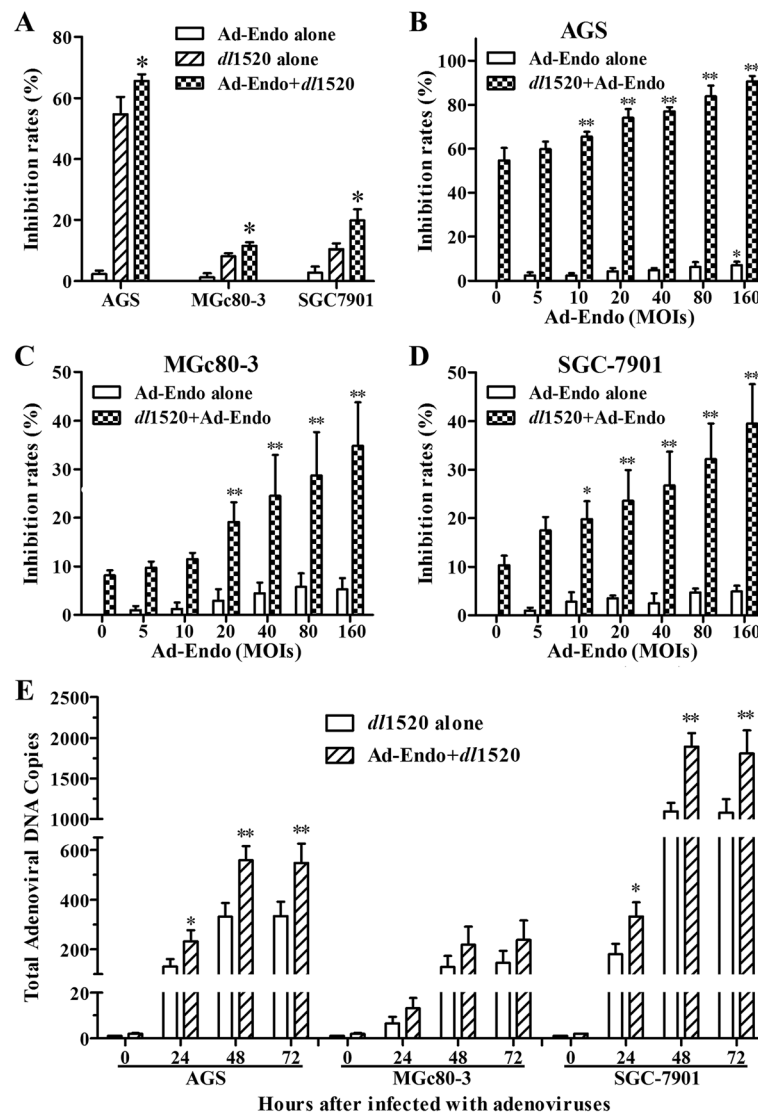 A
Ad-Endo alone
dl1520 alone
Ad-Endo+dl1520
Inhibition rates (%)
80
60
40
20
0
* * *
AGS MGc80-3 SGC7901
B
AGS
Ad-Endo alone
dl1520+Ad-Endo
Inhibition rates (%)
100
80
60
40
20
0
** ** ** ** ** *
0 5 10 20 40 80 160
Ad-Endo (MOIs)
C
MGc80-3
Ad-Endo alone
dl1520+Ad-Endo
Inhibition rates (%)
50
40
30
20
10
0
** ** ** **
0 5 10 20 40 80 160
Ad-Endo (MOIs)
D
SGC-7901
Ad-Endo alone
dl1520+Ad-Endo
Inhibition rates (%)
50
40
30
20
10
0
* ** ** ** **
0 5 10 20 40 80 160
Ad-Endo (MOIs)
E
dl1520 alone
Ad-Endo+dl1520
Total Adenoviral DNA Copies
2500
2000
1500
1000
600
400
200
20
0
* ** ** * ** **
0 24 48 72 0 24 48 72 0 24 48 72
AGS MGc80-3 SGC-7901
Hours after infected with adenoviruses